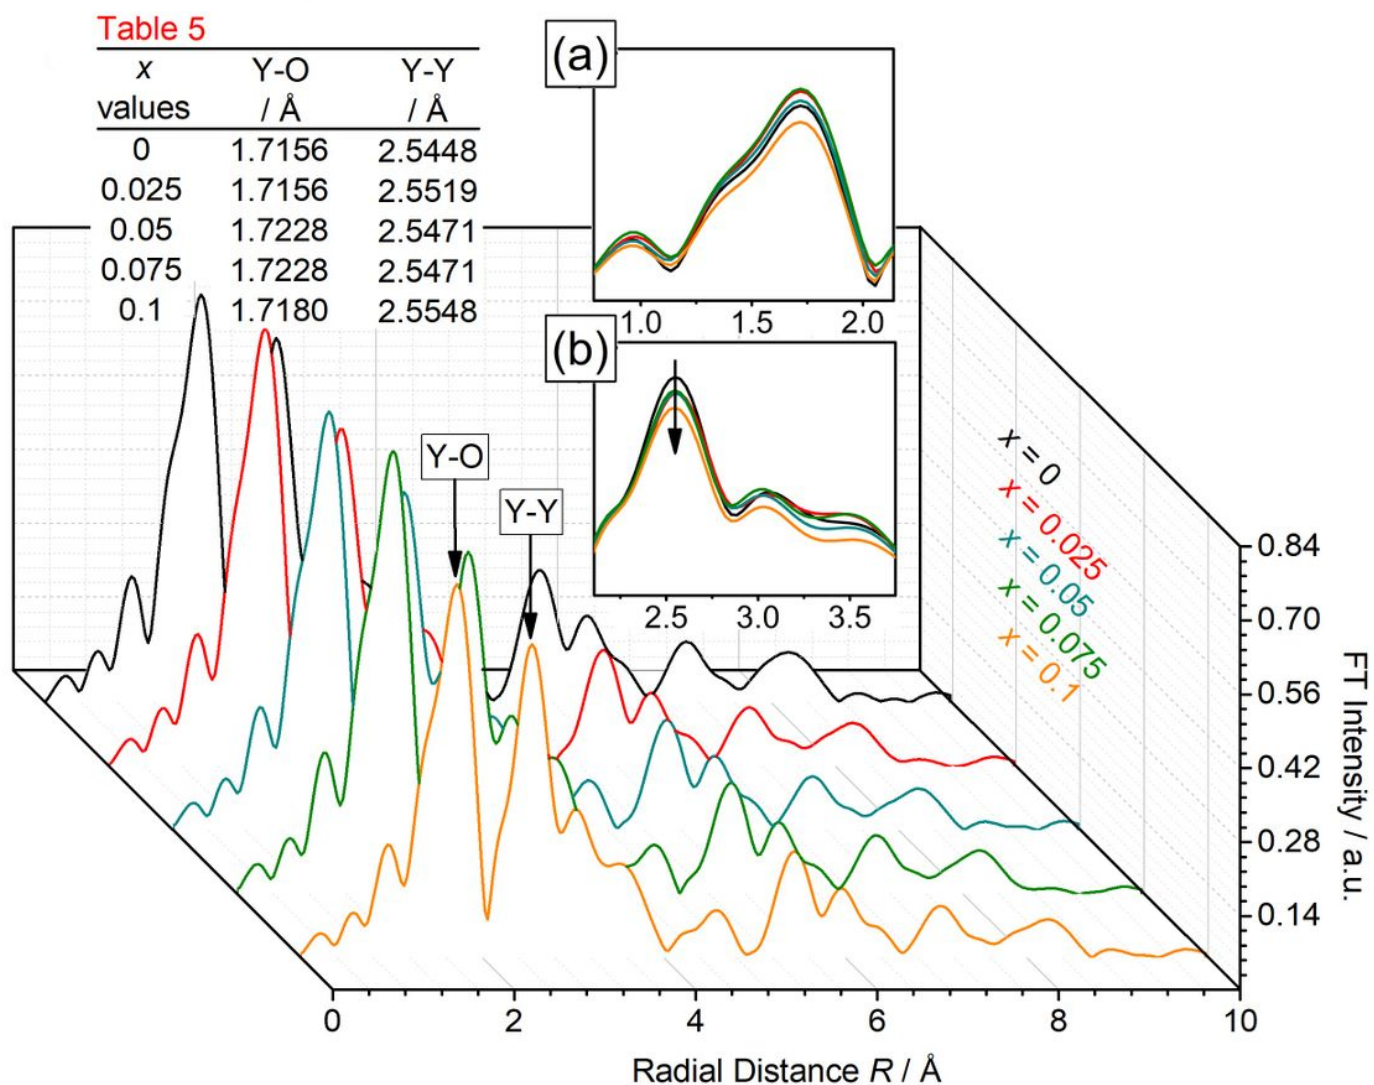 Table 5
x values Y-O / Å Y-Y / Å
0 1.7156 2.5448
0.025 1.7156 2.5519
0.05 1.7228 2.5471
0.075 1.7228 2.5471
0.1 1.7180 2.5548
(a)
1.0 1.5 2.0
(b)
2.5 3.0 3.5
Y-O
Y-Y
x = 0
x = 0.025
x = 0.05
x = 0.075
x = 0.1
0.84
0.70
0.56
0.42
0.28
0.14
FT Intensity / a.u.
0 2 4 6 8 10
Radial Distance R / Å